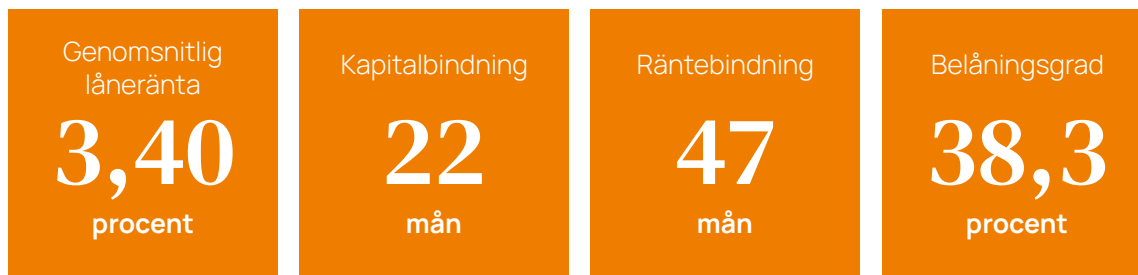 Genomsnitlig
låneränta
3,40
procent
Kapitalbindning
22
mån
Räntebindning
47
mån
Belåningsgrad
38,3
procent